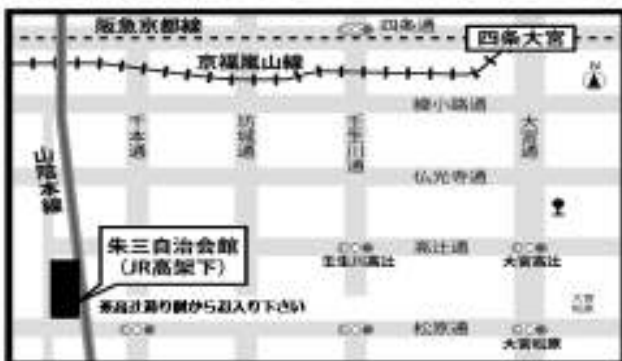 阪急京都線
四条通
四条大宮
京福嵐山線
N
綾小路通
千本通
坊城通
壬生川通
大宮通
山陰本線
仏光寺通
朱三自治会館
(JR高架下)
高辻通
壬生川高辻
大宮高辻
※高辻通り側からお入り下さい
大宮
松原
松原通
大宮松原